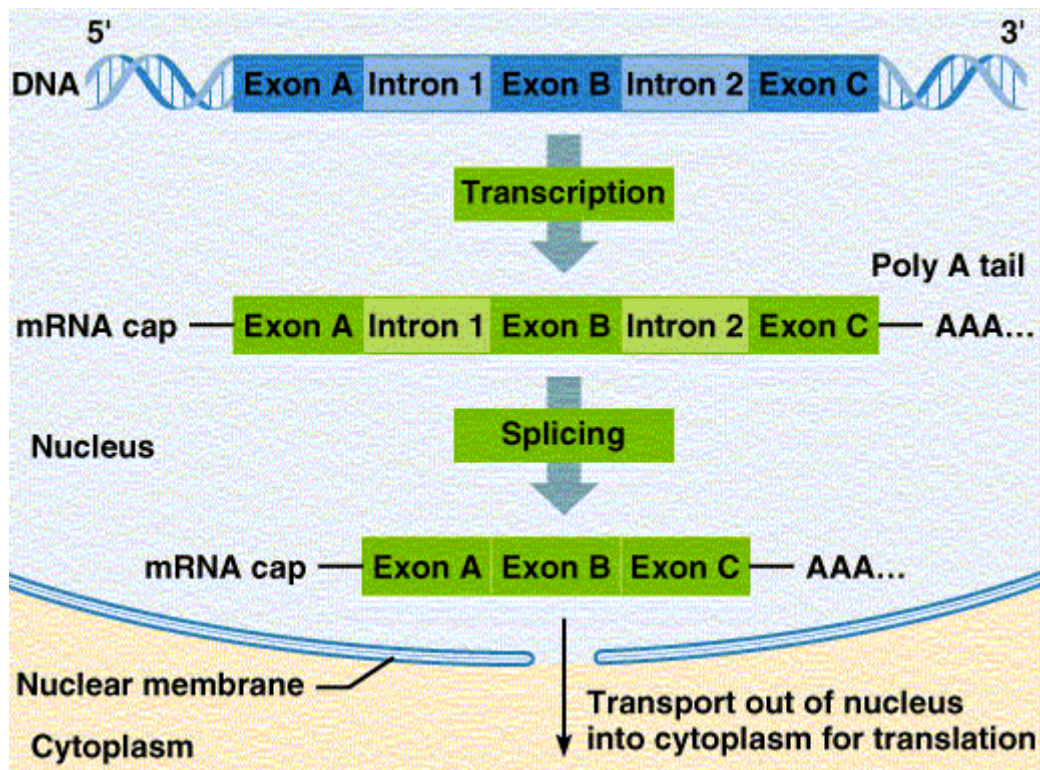 5'
3'
DNA
Exon A Intron 1 Exon B Intron 2 Exon C
Transcription
Poly A tail
mRNA cap Exon A Intron 1 Exon B Intron 2 Exon C AAA...
Splicing
Nucleus
mRNA cap Exon A Exon B Exon C AAA...
Nuclear membrane
Transport out of nucleus
into cytoplasm for translation
Cytoplasm